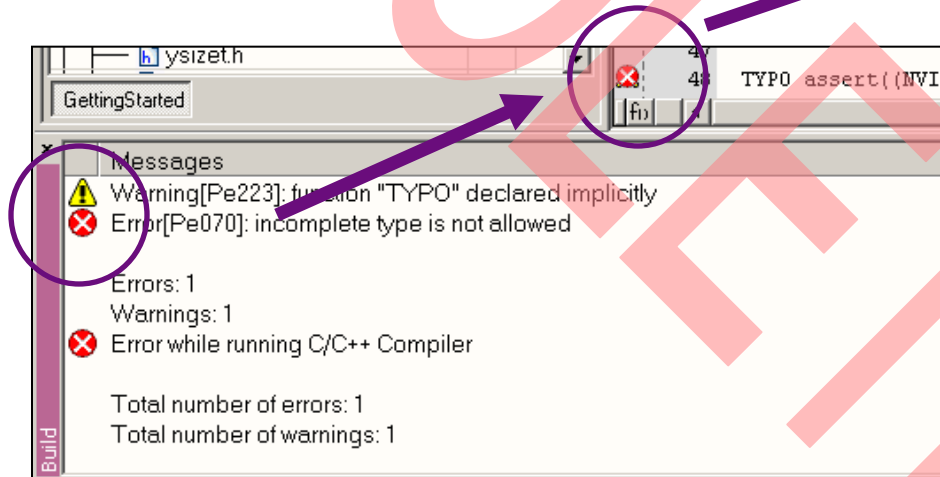 ysizet.h
47
48 TYPO assert((NVI
GettingStarted
Messages
Warning[Pe223]: function "TYPO" declared implicitly
Error[Pe070]: incomplete type is not allowed
Errors: 1
Warnings: 1
Error while running C/C++ Compiler
Total number of errors: 1
Total number of warnings: 1
Build